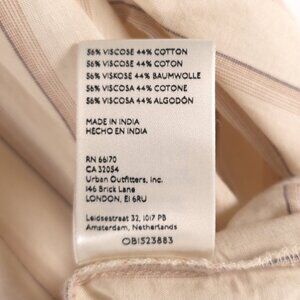 56% VISCOSE 44% COTTON
56% VISCOSE 44% COTON
56% VISKOSE 44% BAUMWOLLE
56% VISCOSA 44% COTONE
56% VISCOSA 44% ALGODÓN
MADE IN INDIA
HECHO EN INDIA
RN 66170
CA 32054
Urban Outfitters, Inc.
146 Brick Lane
LONDON, E1 6RU
Leidsestraat 32, 1017 PB
Amsterdam, Netherlands
OB1523883